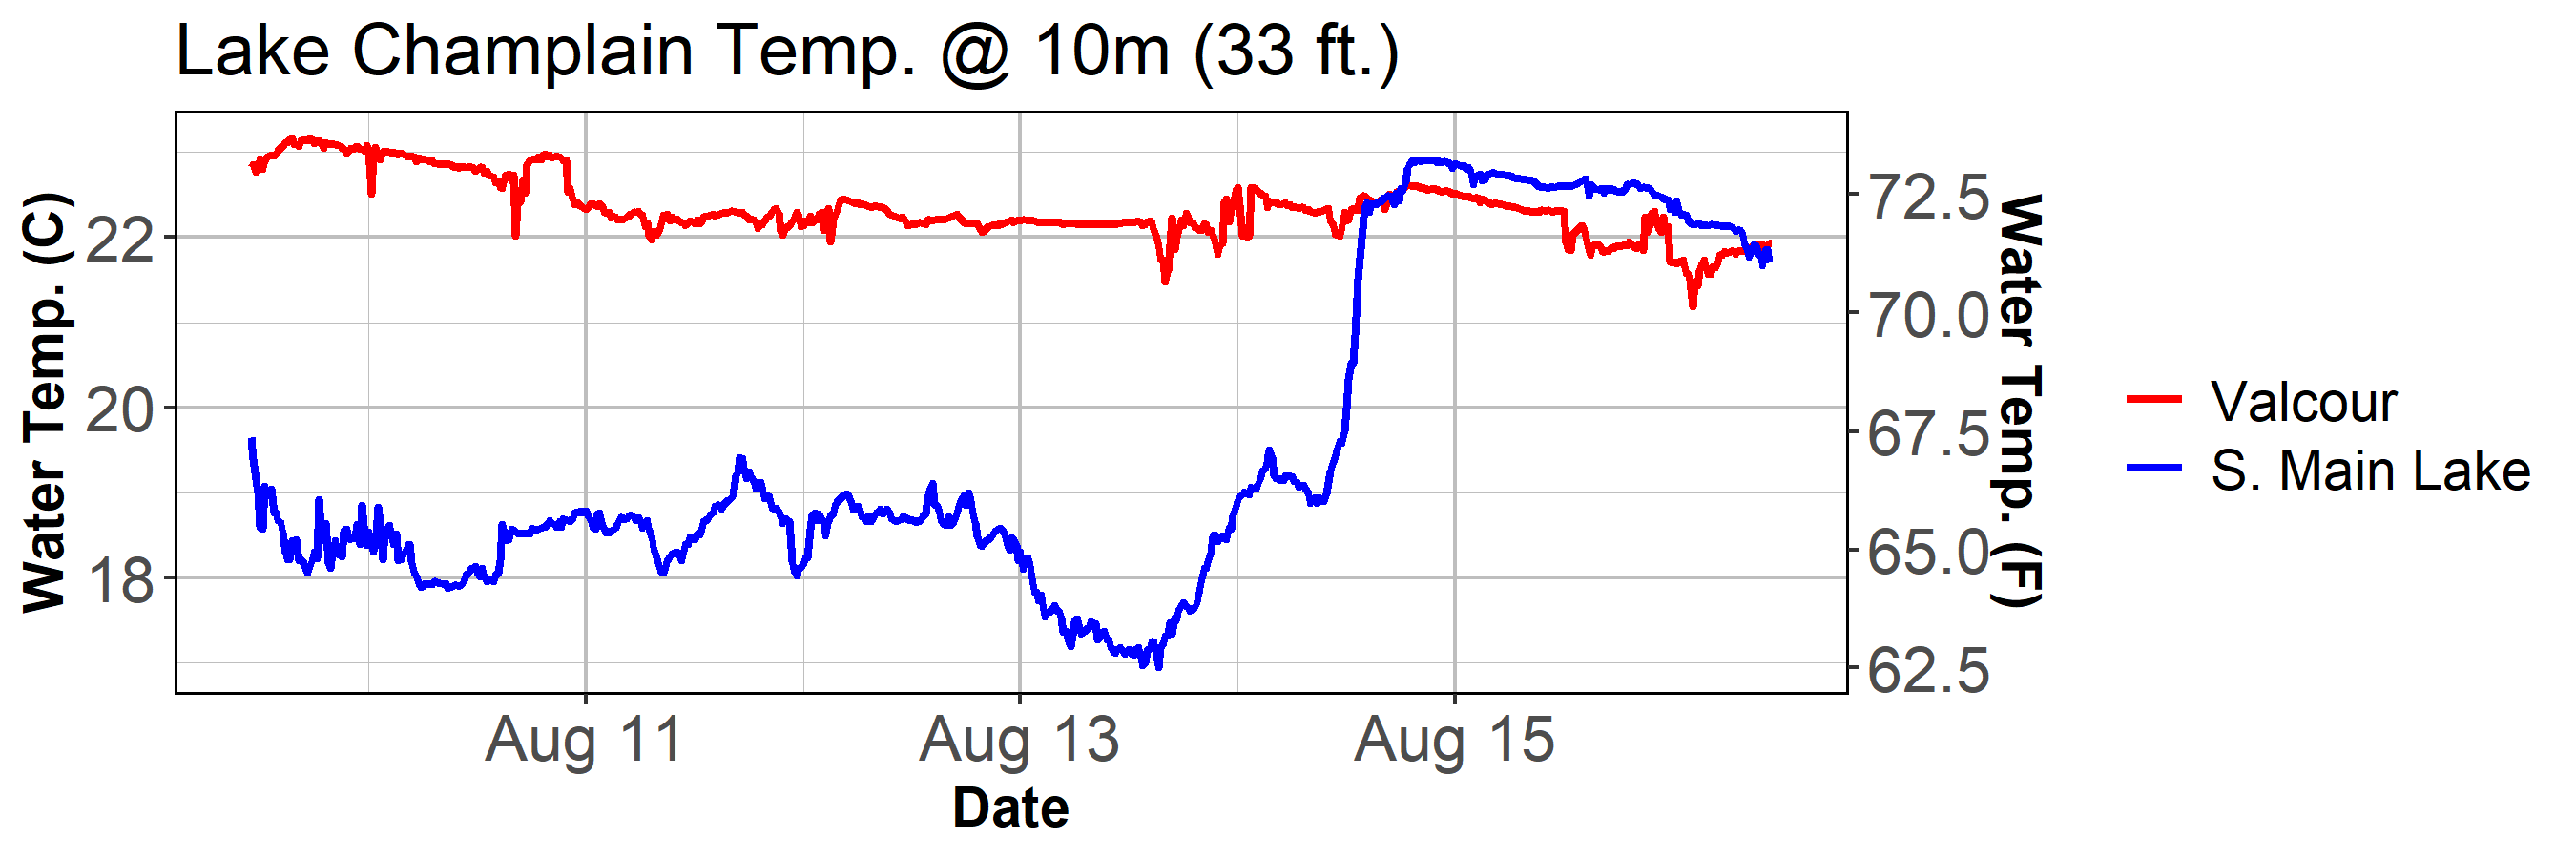 Lake Champlain Temp. @ 10m (33 ft.)
Water Temp. (C)
22
20
18
72.5
70.0
67.5
65.0
62.5
Water Temp. (F)
Aug 11
Aug 13
Aug 15
Date
Valcour
S. Main Lake